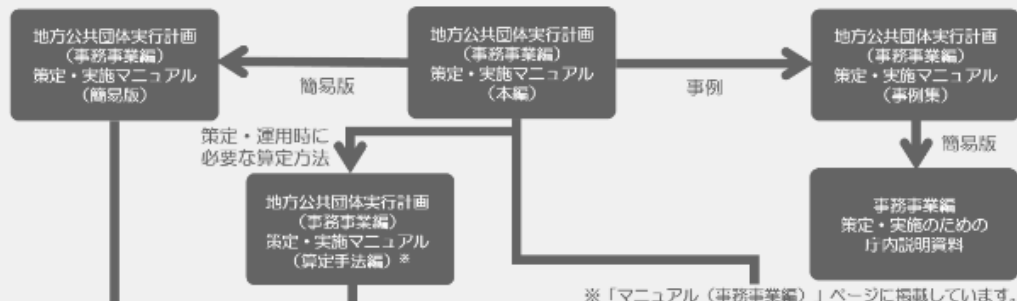 地方公共団体実行計画
（事務事業編）
策定・実施マニュアル
（簡易版）
簡易版
地方公共団体実行計画
（事務事業編）
策定・実施マニュアル
（本編）
事例
地方公共団体実行計画
（事務事業編）
策定・実施マニュアル
（事例集）
策定・運用時に
必要な算定方法
簡易版
地方公共団体実行計画
（事務事業編）
策定・実施マニュアル
（算定手法編）※
事務事業編
策定・実施のための
庁内説明資料
※「マニュアル（事務事業編）」ページに掲載しています。